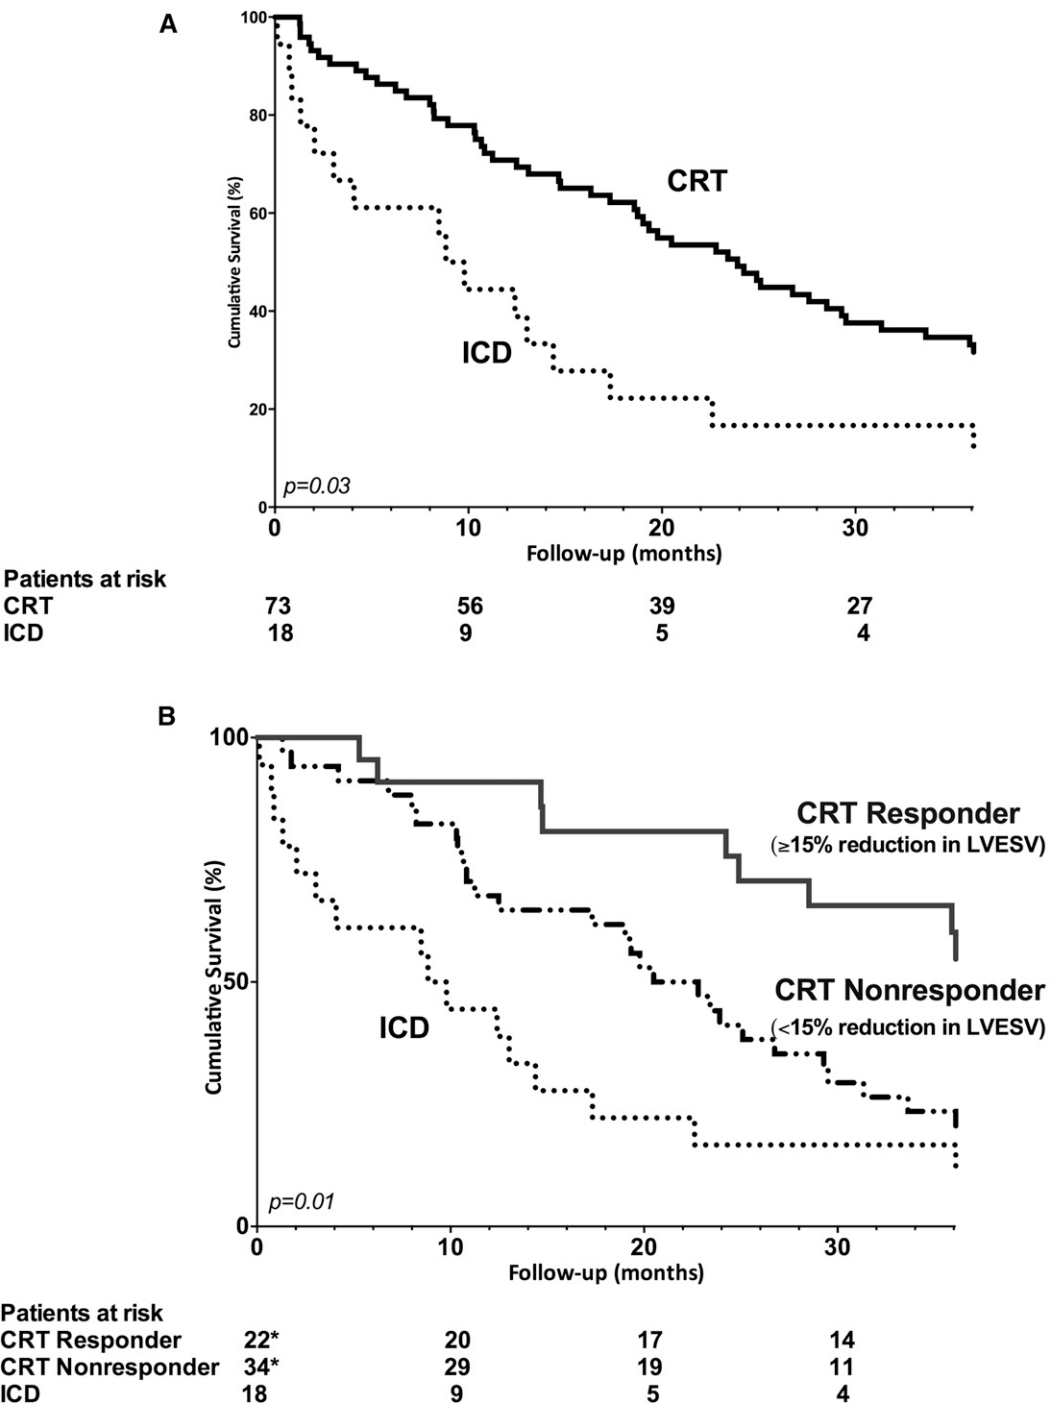 A
100
80
60
40
20
0
Cumulative Survival (%)
CRT
ICD
p=0.03
0 10 20 30
Follow-up (months)
Patients at risk
CRT 73 56 39 27
ICD 18 9 5 4
B
100
50
0
Cumulative Survival (%)
CRT Responder
(≥15% reduction in LVESV)
CRT Nonresponder
(<15% reduction in LVESV)
ICD
p=0.01
0 10 20 30
Follow-up (months)
Patients at risk
CRT Responder 22* 20 17 14
CRT Nonresponder 34* 29 19 11
ICD 18 9 5 4